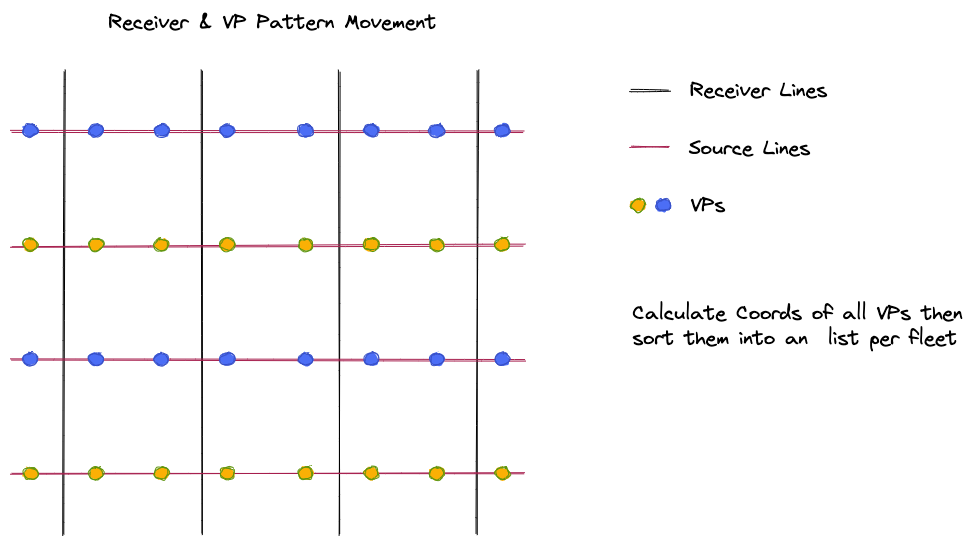 Receiver & VP Pattern Movement
Receiver Lines
Source Lines
VPs
Calculate Coords of all VPs then
sort them into an list per fleet